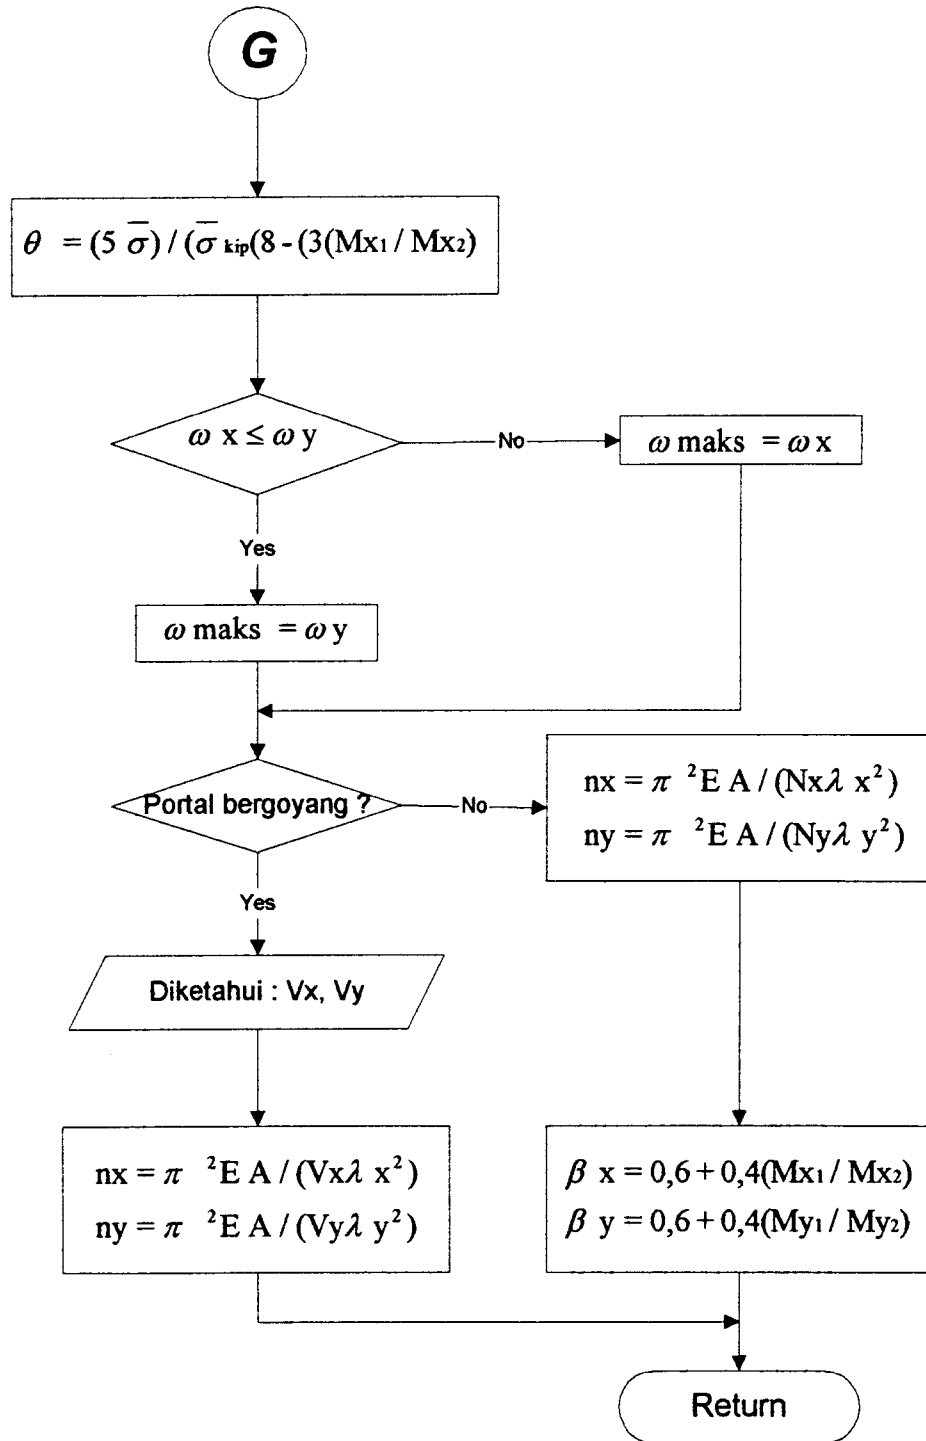 G
θ = (5 σ̅) / (σ̅ kip(8 - (3(Mx₁ / Mx₂)
ω x ≤ ω y
No
ω maks = ω x
Yes
ω maks = ω y
Portal bergoyang ?
No
nx = π ²E A / (Nxλ x²)
ny = π ²E A / (Nyλ y²)
Yes
Diketahui : Vx, Vy
nx = π ²E A / (Vxλ x²)
ny = π ²E A / (Vyλ y²)
β x = 0,6 + 0,4(Mx₁ / Mx₂)
β y = 0,6 + 0,4(My₁ / My₂)
Return